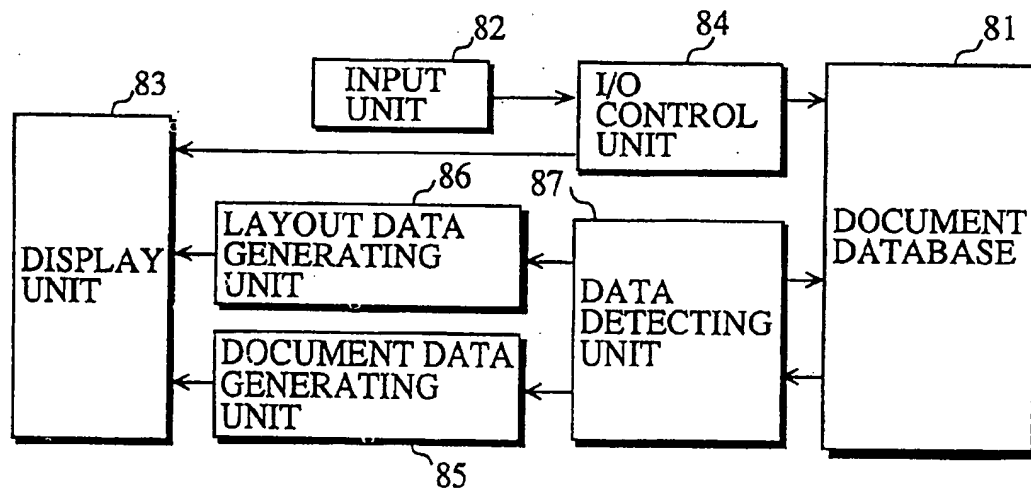 82
84
81
INPUT
UNIT
I/O
CONTROL
UNIT
83
DISPLAY
UNIT
86
LAYOUT DATA
GENERATING
UNIT
87
DATA
DETECTING
UNIT
DOCUMENT
DATABASE
DOCUMENT DATA
GENERATING
UNIT
85